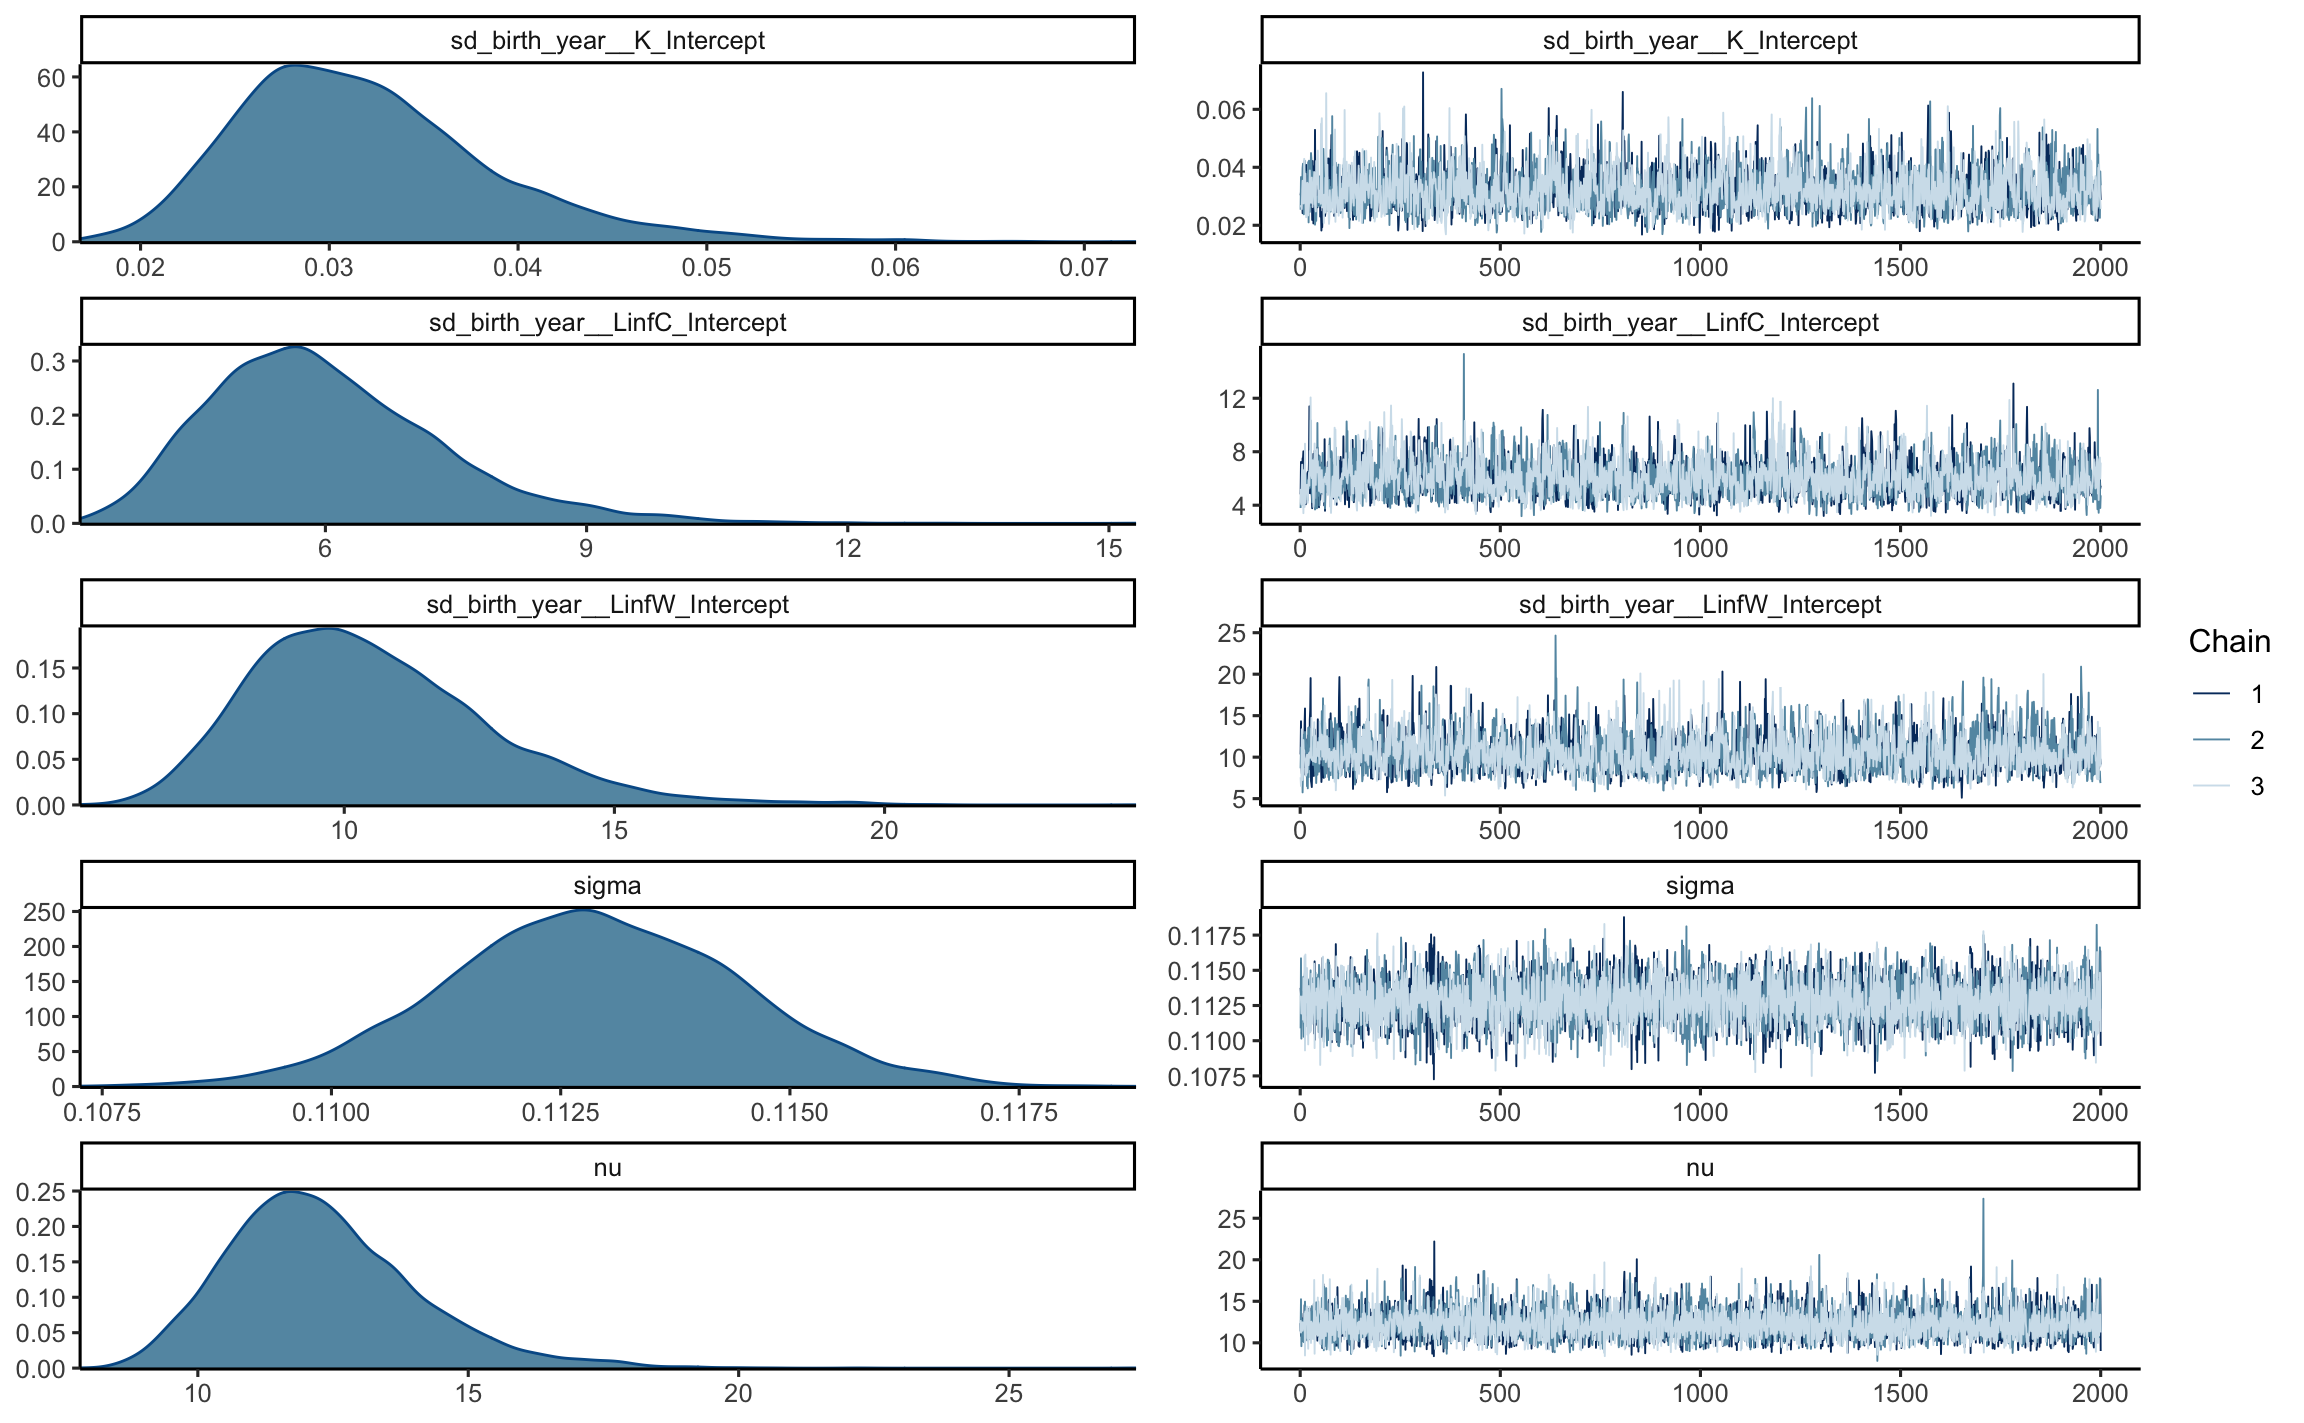 sd_birth_year__K_Intercept
60
40
20
0
0.02 0.03 0.04 0.05 0.06 0.07
sd_birth_year__K_Intercept
0.06
0.04
0.02
0 500 1000 1500 2000
sd_birth_year__LinfC_Intercept
0.3
0.2
0.1
0.0
6 9 12 15
sd_birth_year__LinfC_Intercept
12
8
4
0 500 1000 1500 2000
sd_birth_year__LinfW_Intercept
0.15
0.10
0.05
0.00
10 15 20
sd_birth_year__LinfW_Intercept
25
20
15
10
5
0 500 1000 1500 2000
sigma
250
200
150
100
50
0
0.1075 0.1100 0.1125 0.1150 0.1175
sigma
0.1175
0.1150
0.1125
0.1100
0.1075
0 500 1000 1500 2000
nu
0.25
0.20
0.15
0.10
0.05
0.00
10 15 20 25
nu
25
20
15
10
0 500 1000 1500 2000
Chain
1
2
3